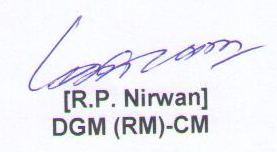 [R.P. Nirwan]
DGM (RM)-CM